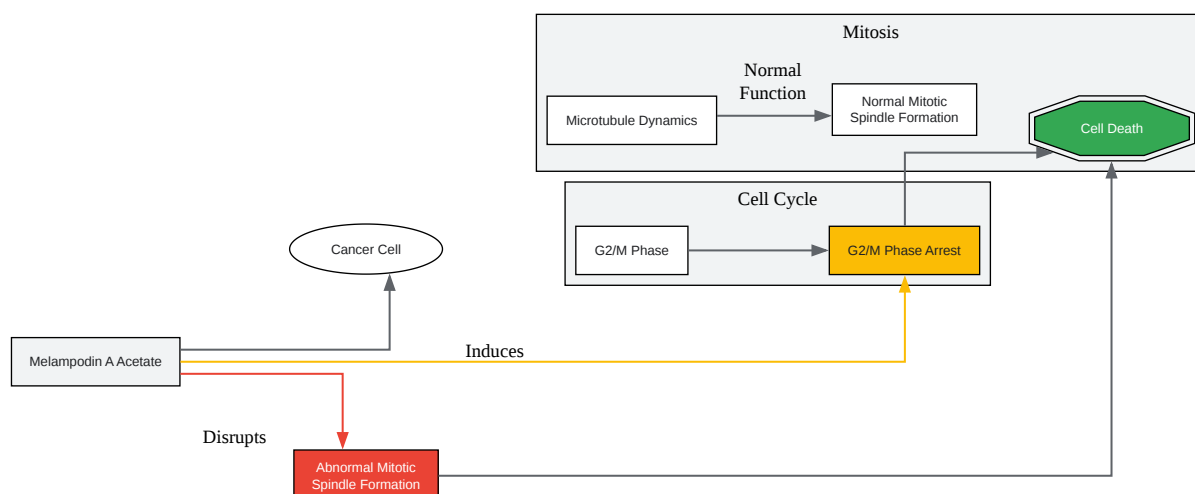 Mitosis
Normal
Function
Microtubule Dynamics
Normal Mitotic
Spindle Formation
Cell Death
Cell Cycle
G2/M Phase
G2/M Phase Arrest
Cancer Cell
Melampodin A Acetate
Induces
Disrupts
Abnormal Mitotic
Spindle Formation